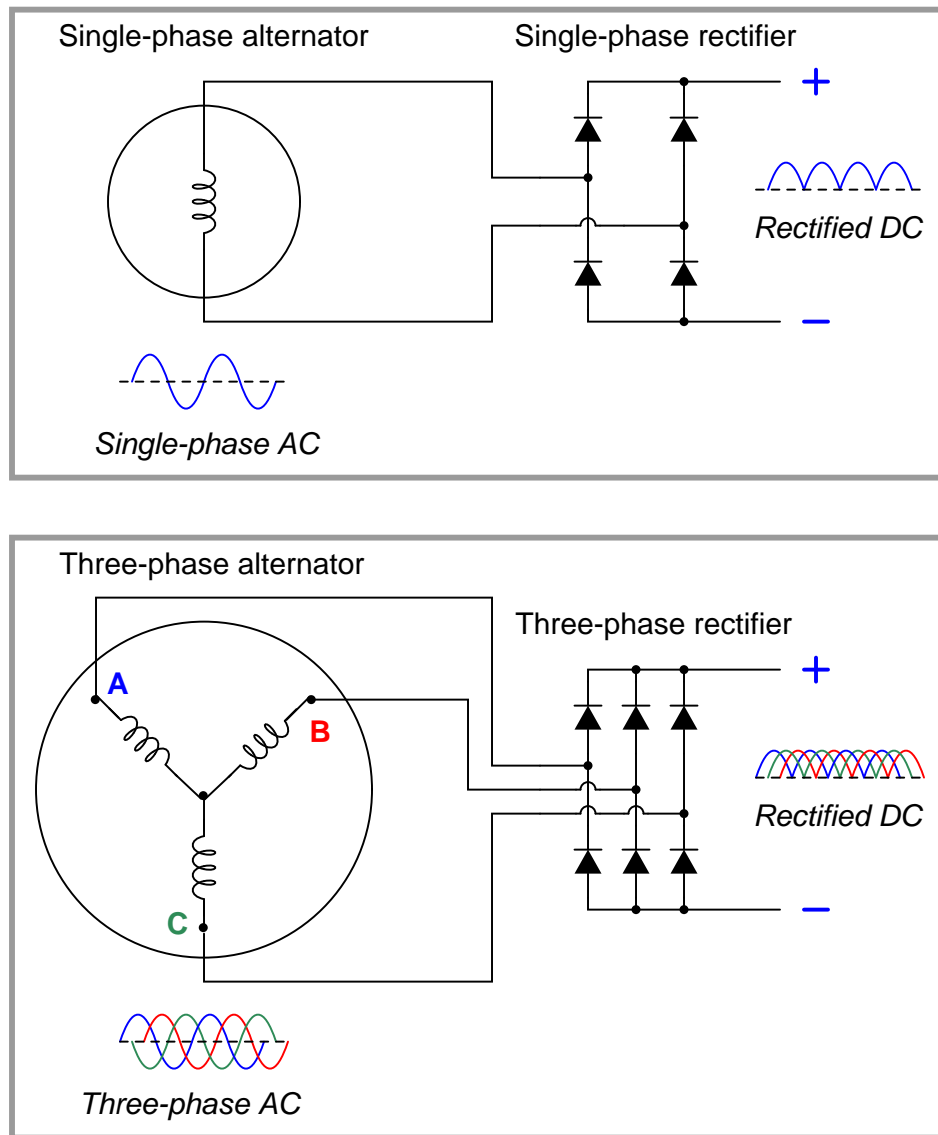 Single-phase alternator
Single-phase rectifier
+
Rectified DC
−
Single-phase AC
Three-phase alternator
Three-phase rectifier
A
+
B
Rectified DC
C
−
Three-phase AC